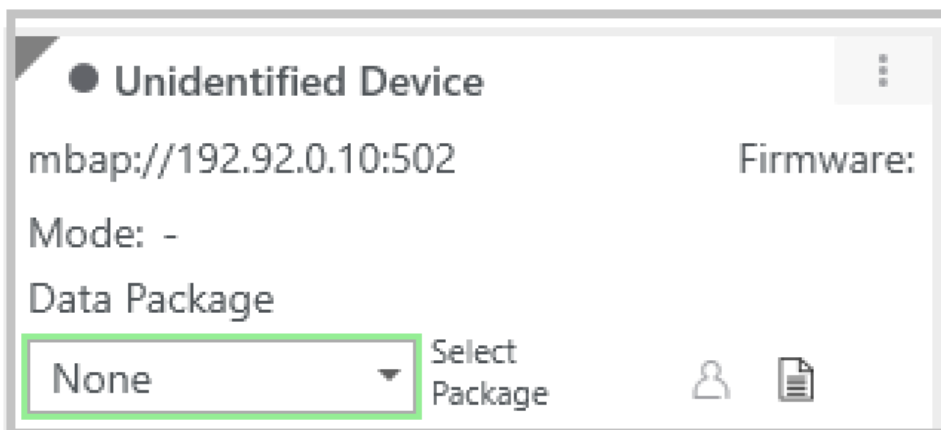 Unidentified Device
mbap://192.92.0.10:502 Firmware:
Mode: -
Data Package
None
Select
Package